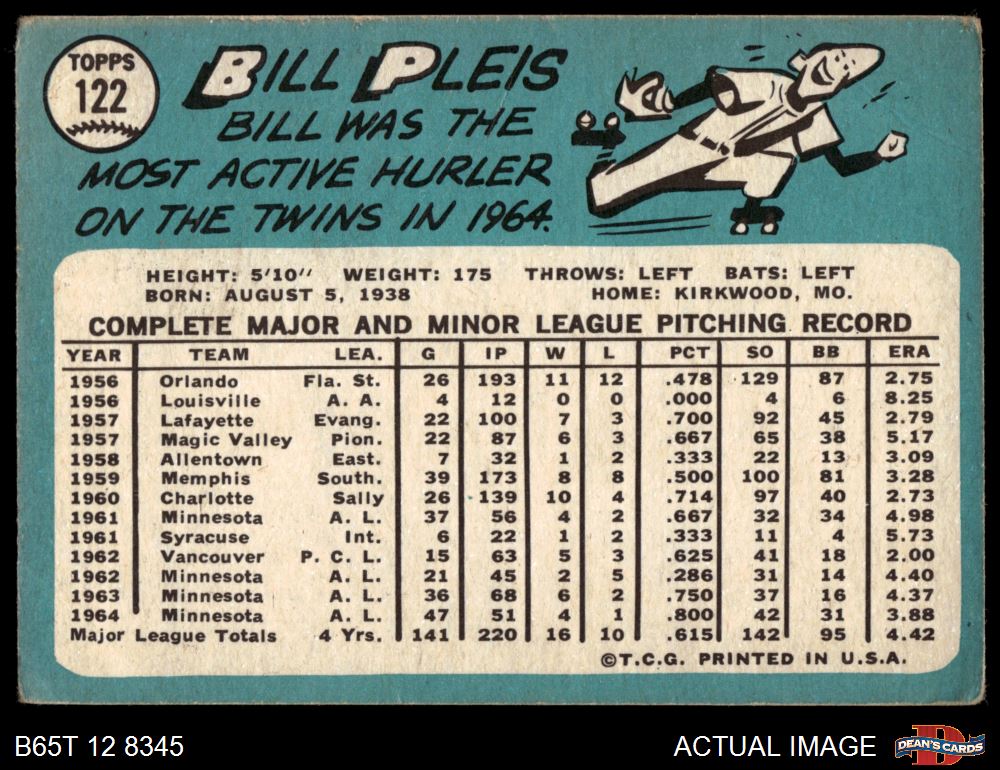 TOPPS
122
BILL PLEIS
BILL WAS THE
MOST ACTIVE HURLER
ON THE TWINS IN 1964.
HEIGHT: 5'10" WEIGHT: 175 THROWS: LEFT BATS: LEFT
BORN: AUGUST 5, 1938 HOME: KIRKWOOD, MO.
COMPLETE MAJOR AND MINOR LEAGUE PITCHING RECORD
YEAR TEAM LEA. G IP W L PCT SO BB ERA
1956 Orlando Fla. St. 26 193 11 12 .478 129 87 2.75
1956 Louisville A. A. 4 12 0 0 .000 4 6 8.25
1957 Lafayette Evang. 22 100 7 3 .700 92 45 2.79
1957 Magic Valley Pion. 22 87 6 3 .667 65 38 5.17
1958 Allentown East. 7 32 1 2 .333 22 13 3.09
1959 Memphis South. 39 173 8 8 .500 100 81 3.28
1960 Charlotte Sally 26 139 10 4 .714 97 40 2.73
1961 Minnesota A. L. 37 56 4 2 .667 32 34 4.98
1961 Syracuse Int. 6 22 1 2 .333 11 4 5.73
1962 Vancouver P. C. L. 15 63 5 3 .625 41 18 2.00
1962 Minnesota A. L. 21 45 2 5 .286 31 14 4.40
1963 Minnesota A. L. 36 68 6 2 .750 37 16 4.37
1964 Minnesota A. L. 47 51 4 1 .800 42 31 3.88
Major League Totals 4 Yrs. 141 220 16 10 .615 142 95 4.42
©T.C.G. PRINTED IN U.S.A.
B65T 12 8345 ACTUAL IMAGE
D
DEAN'S CARDS